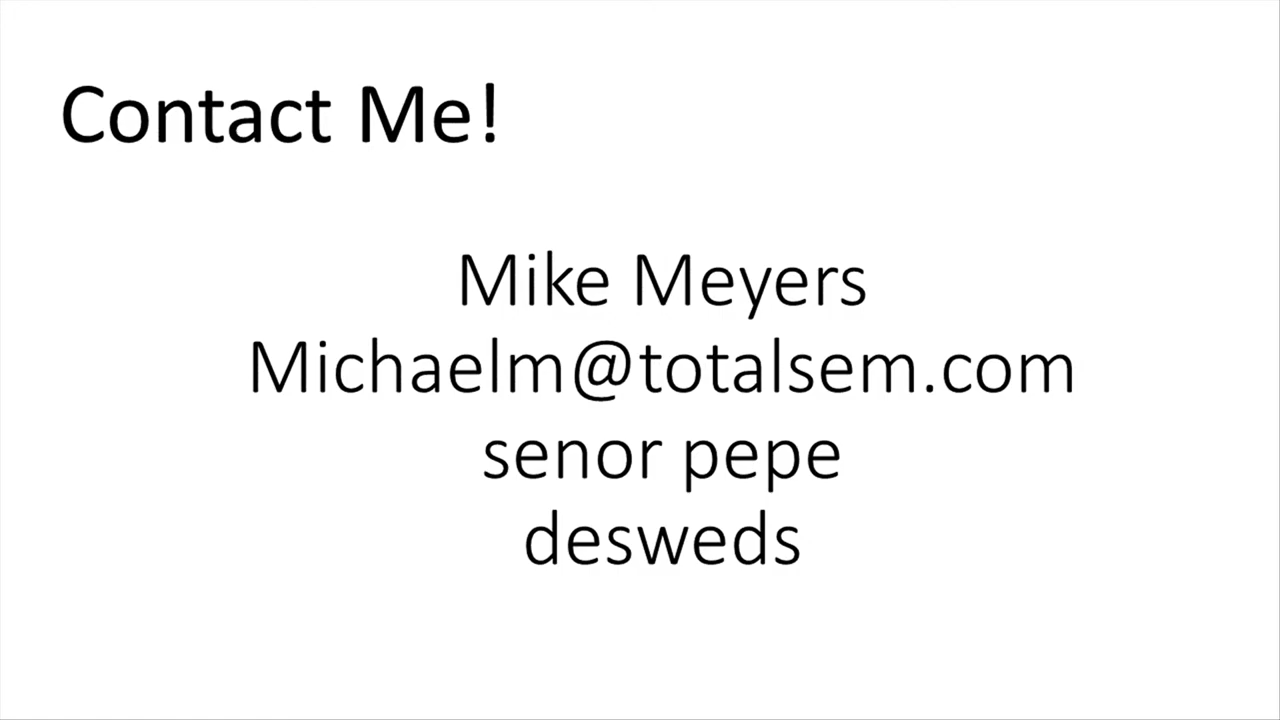 Contact Me!
Mike Meyers
Michaelm@totalsem.com
senor pepe
desweds